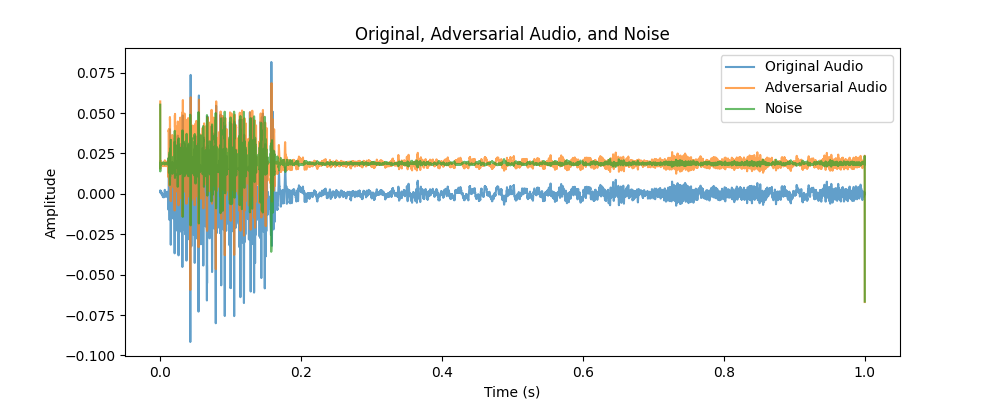 Original, Adversarial Audio, and Noise
Original Audio
Adversarial Audio
Noise
Amplitude
0.075
0.050
0.025
0.000
−0.025
−0.050
−0.075
−0.100
0.0 0.2 0.4 0.6 0.8 1.0
Time (s)